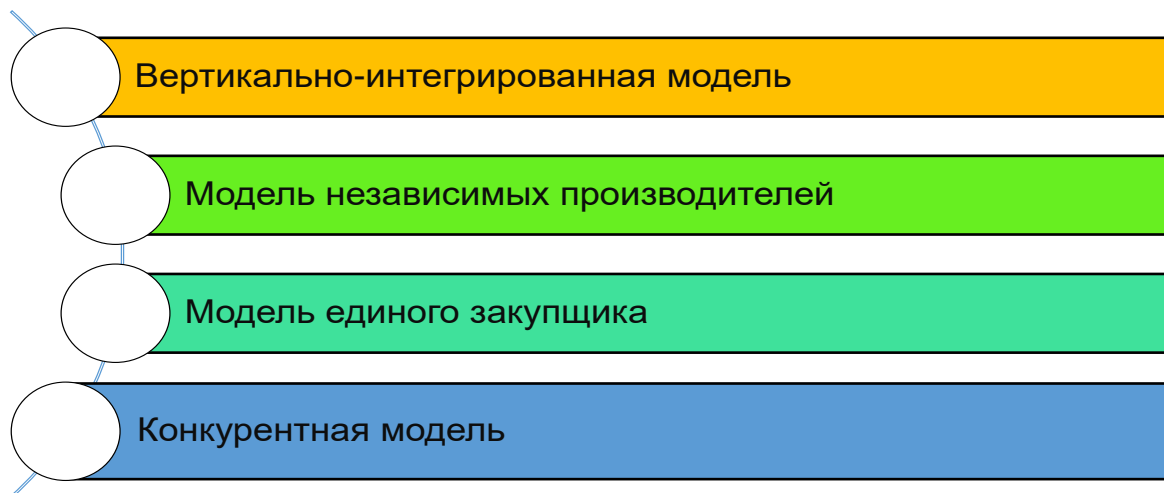 Вертикально-интегрированная модель
Модель независимых производителей
Модель единого закупщика
Конкурентная модель